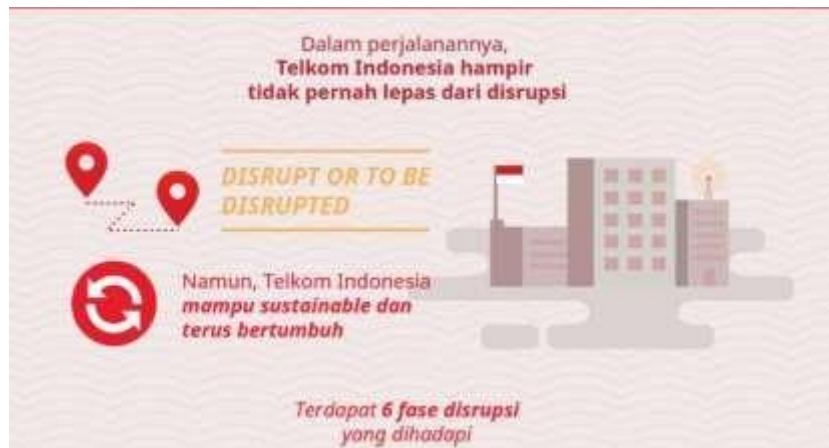 Dalam perjalanannya,
Telkom Indonesia hampir
tidak pernah lepas dari disrupsi
DISRUPT OR TO BE
DISRUPTED
Namun, Telkom Indonesia
mampu sustainable dan
terus bertumbuh
Terdapat 6 fase disrupsi
yang dihadapi